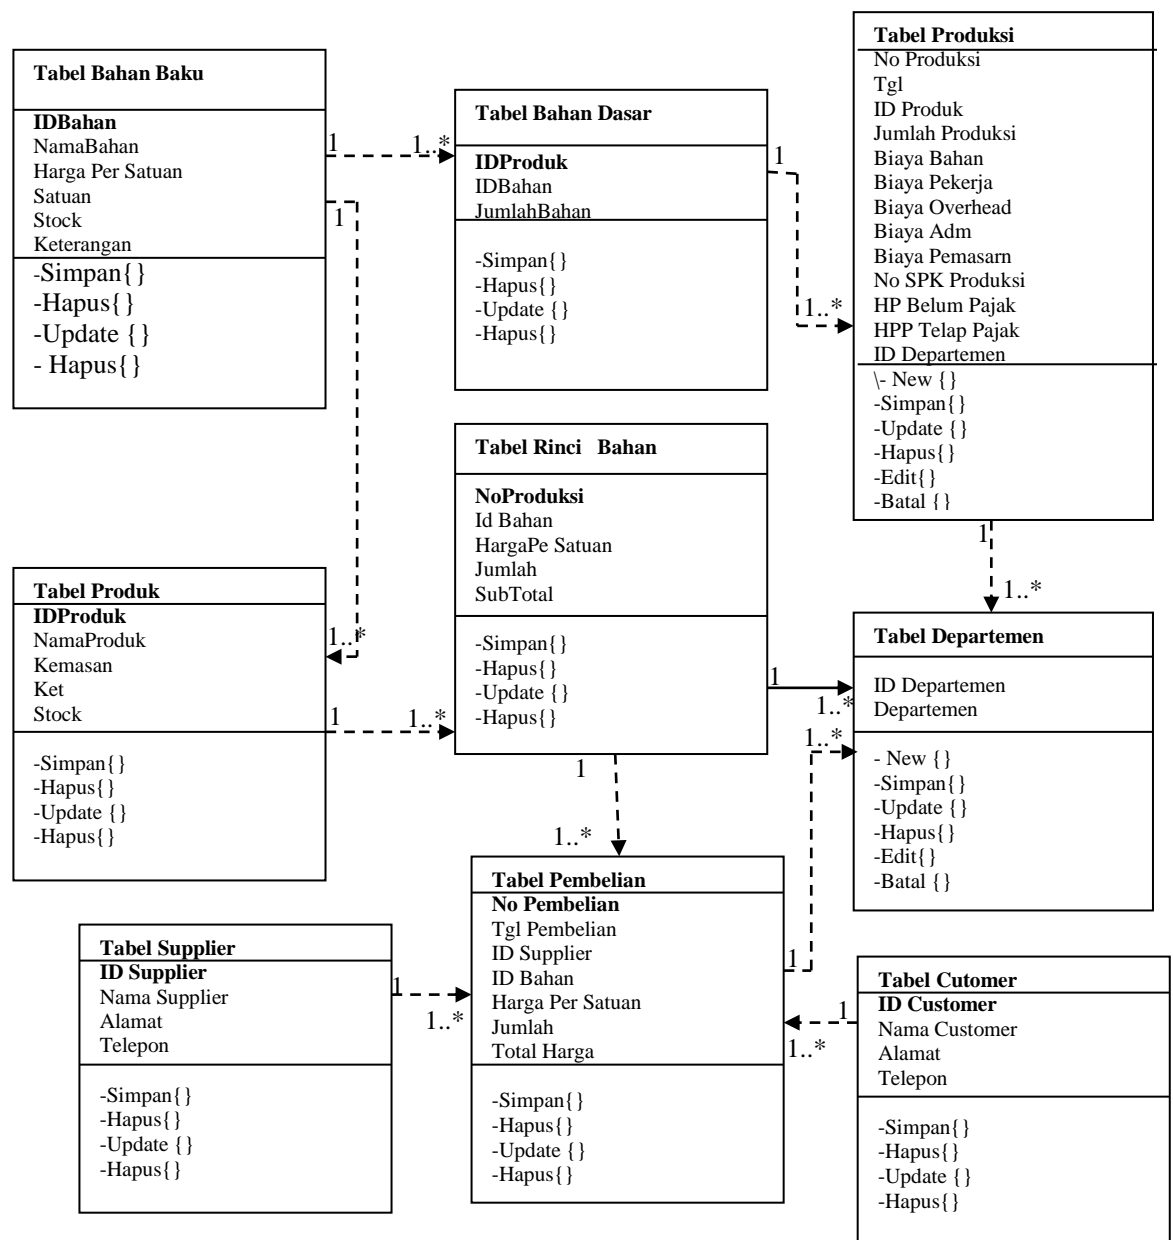 Tabel Bahan Baku
IDBahan
NamaBahan
Harga Per Satuan
Satuan
Stock
Keterangan
-Simpan{}
-Hapus{}
-Update {}
- Hapus{}
1
1..*
1
1..*
Tabel Bahan Dasar
IDProduk
IDBahan
JumlahBahan
-Simpan{}
-Hapus{}
-Update {}
-Hapus{}
1
1..*
Tabel Produksi
No Produksi
Tgl
ID Produk
Jumlah Produksi
Biaya Bahan
Biaya Pekerja
Biaya Overhead
Biaya Adm
Biaya Pemasarn
No SPK Produksi
HP Belum Pajak
HPP Telap Pajak
ID Departemen
\- New {}
-Simpan{}
-Update {}
-Hapus{}
-Edit{}
-Batal {}
1
1..*
Tabel Rinci Bahan
NoProduksi
Id Bahan
HargaPe Satuan
Jumlah
SubTotal
-Simpan{}
-Hapus{}
-Update {}
-Hapus{}
1
1..*
1
1..*
Tabel Produk
IDProduk
NamaProduk
Kemasan
Ket
Stock
-Simpan{}
-Hapus{}
-Update {}
-Hapus{}
1
1..*
Tabel Departemen
ID Departemen
Departemen
- New {}
-Simpan{}
-Update {}
-Hapus{}
-Edit{}
-Batal {}
1..*
1
Tabel Pembelian
No Pembelian
Tgl Pembelian
ID Supplier
ID Bahan
Harga Per Satuan
Jumlah
Total Harga
-Simpan{}
-Hapus{}
-Update {}
-Hapus{}
Tabel Supplier
ID Supplier
Nama Supplier
Alamat
Telepon
-Simpan{}
-Hapus{}
-Update {}
-Hapus{}
1
1..*
Tabel Cutomer
ID Customer
Nama Customer
Alamat
Telepon
-Simpan{}
-Hapus{}
-Update {}
-Hapus{}
1
1..*